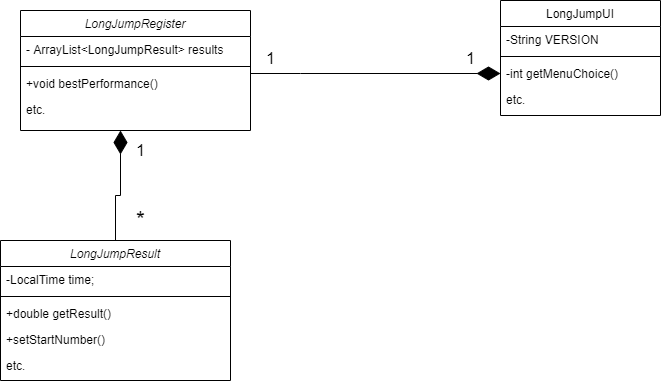 LongJumpRegister
- ArrayList<LongJumpResult> results
+void bestPerformance()
etc.
1
1
LongJumpUI
-String VERSION
-int getMenuChoice()
etc.
1
*
LongJumpResult
-LocalTime time;
+double getResult()
+setStartNumber()
etc.